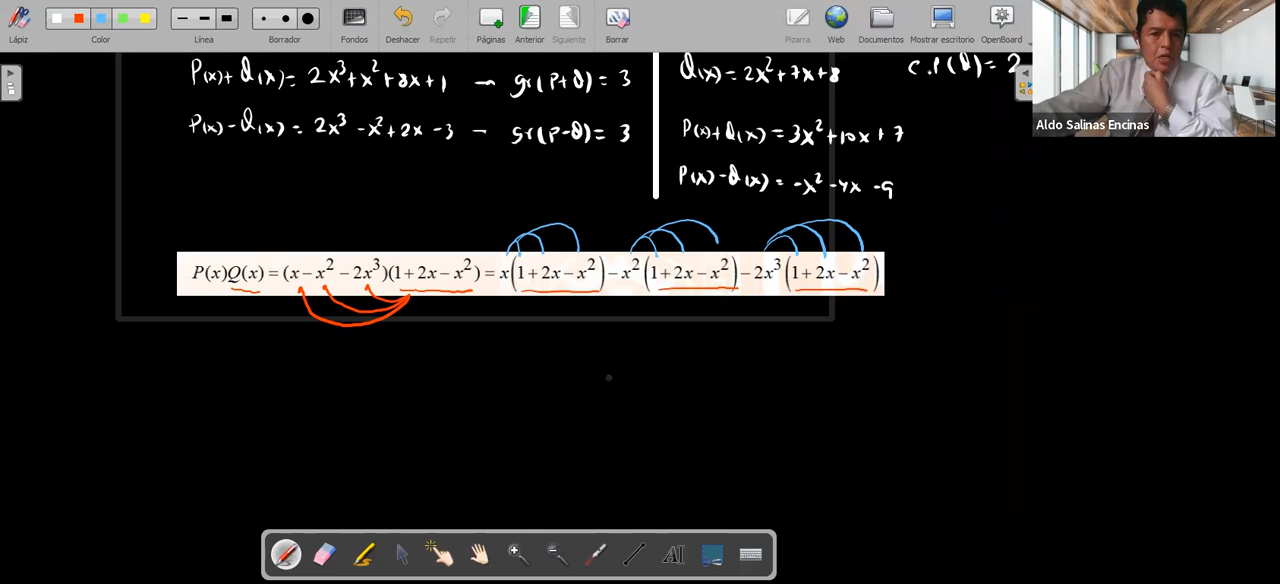 Lápiz Color Línea Borrador Fondos Deshacer Repetir Páginas Anterior Siguiente Borrar Pizarra Web Documentos Mostrar escritorio OpenBoard
P(x)+Q(x)= 2x³+x²+8x+1 — gr(P+Q)= 3
P(x)-Q(x)= 2x³ -x²+2x -3 — gr(P-Q)= 3
Q(x)= 2x²+7x+8
C.P(Q)= 2
P(x)+Q(x)= 3x²+10x+7
P(x)-Q(x)= -x²-4x-9
Aldo Salinas Encinas
P(x)Q(x) = (x − x² − 2x³)(1 + 2x − x²) = x(1 + 2x − x²) − x²(1 + 2x − x²) − 2x³(1 + 2x − x²)
AI